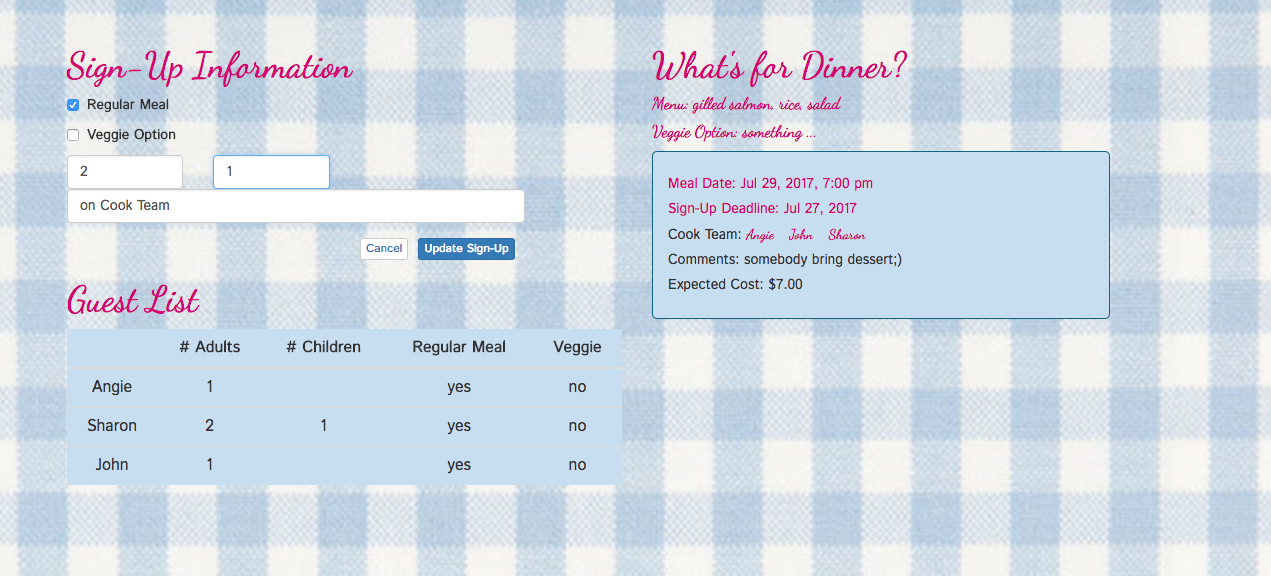 Sign-Up Information
Regular Meal
Veggie Option
2 1
on Cook Team
Cancel Update Sign-Up
Guest List
# Adults # Children Regular Meal Veggie
Angie 1 yes no
Sharon 2 1 yes no
John 1 yes no
What's for Dinner?
Menu: gilled salmon, rice, salad
Veggie Option: something ...
Meal Date: Jul 29, 2017, 7:00 pm
Sign-Up Deadline: Jul 27, 2017
Cook Team: Angie John Sharon
Comments: somebody bring dessert;)
Expected Cost: $7.00